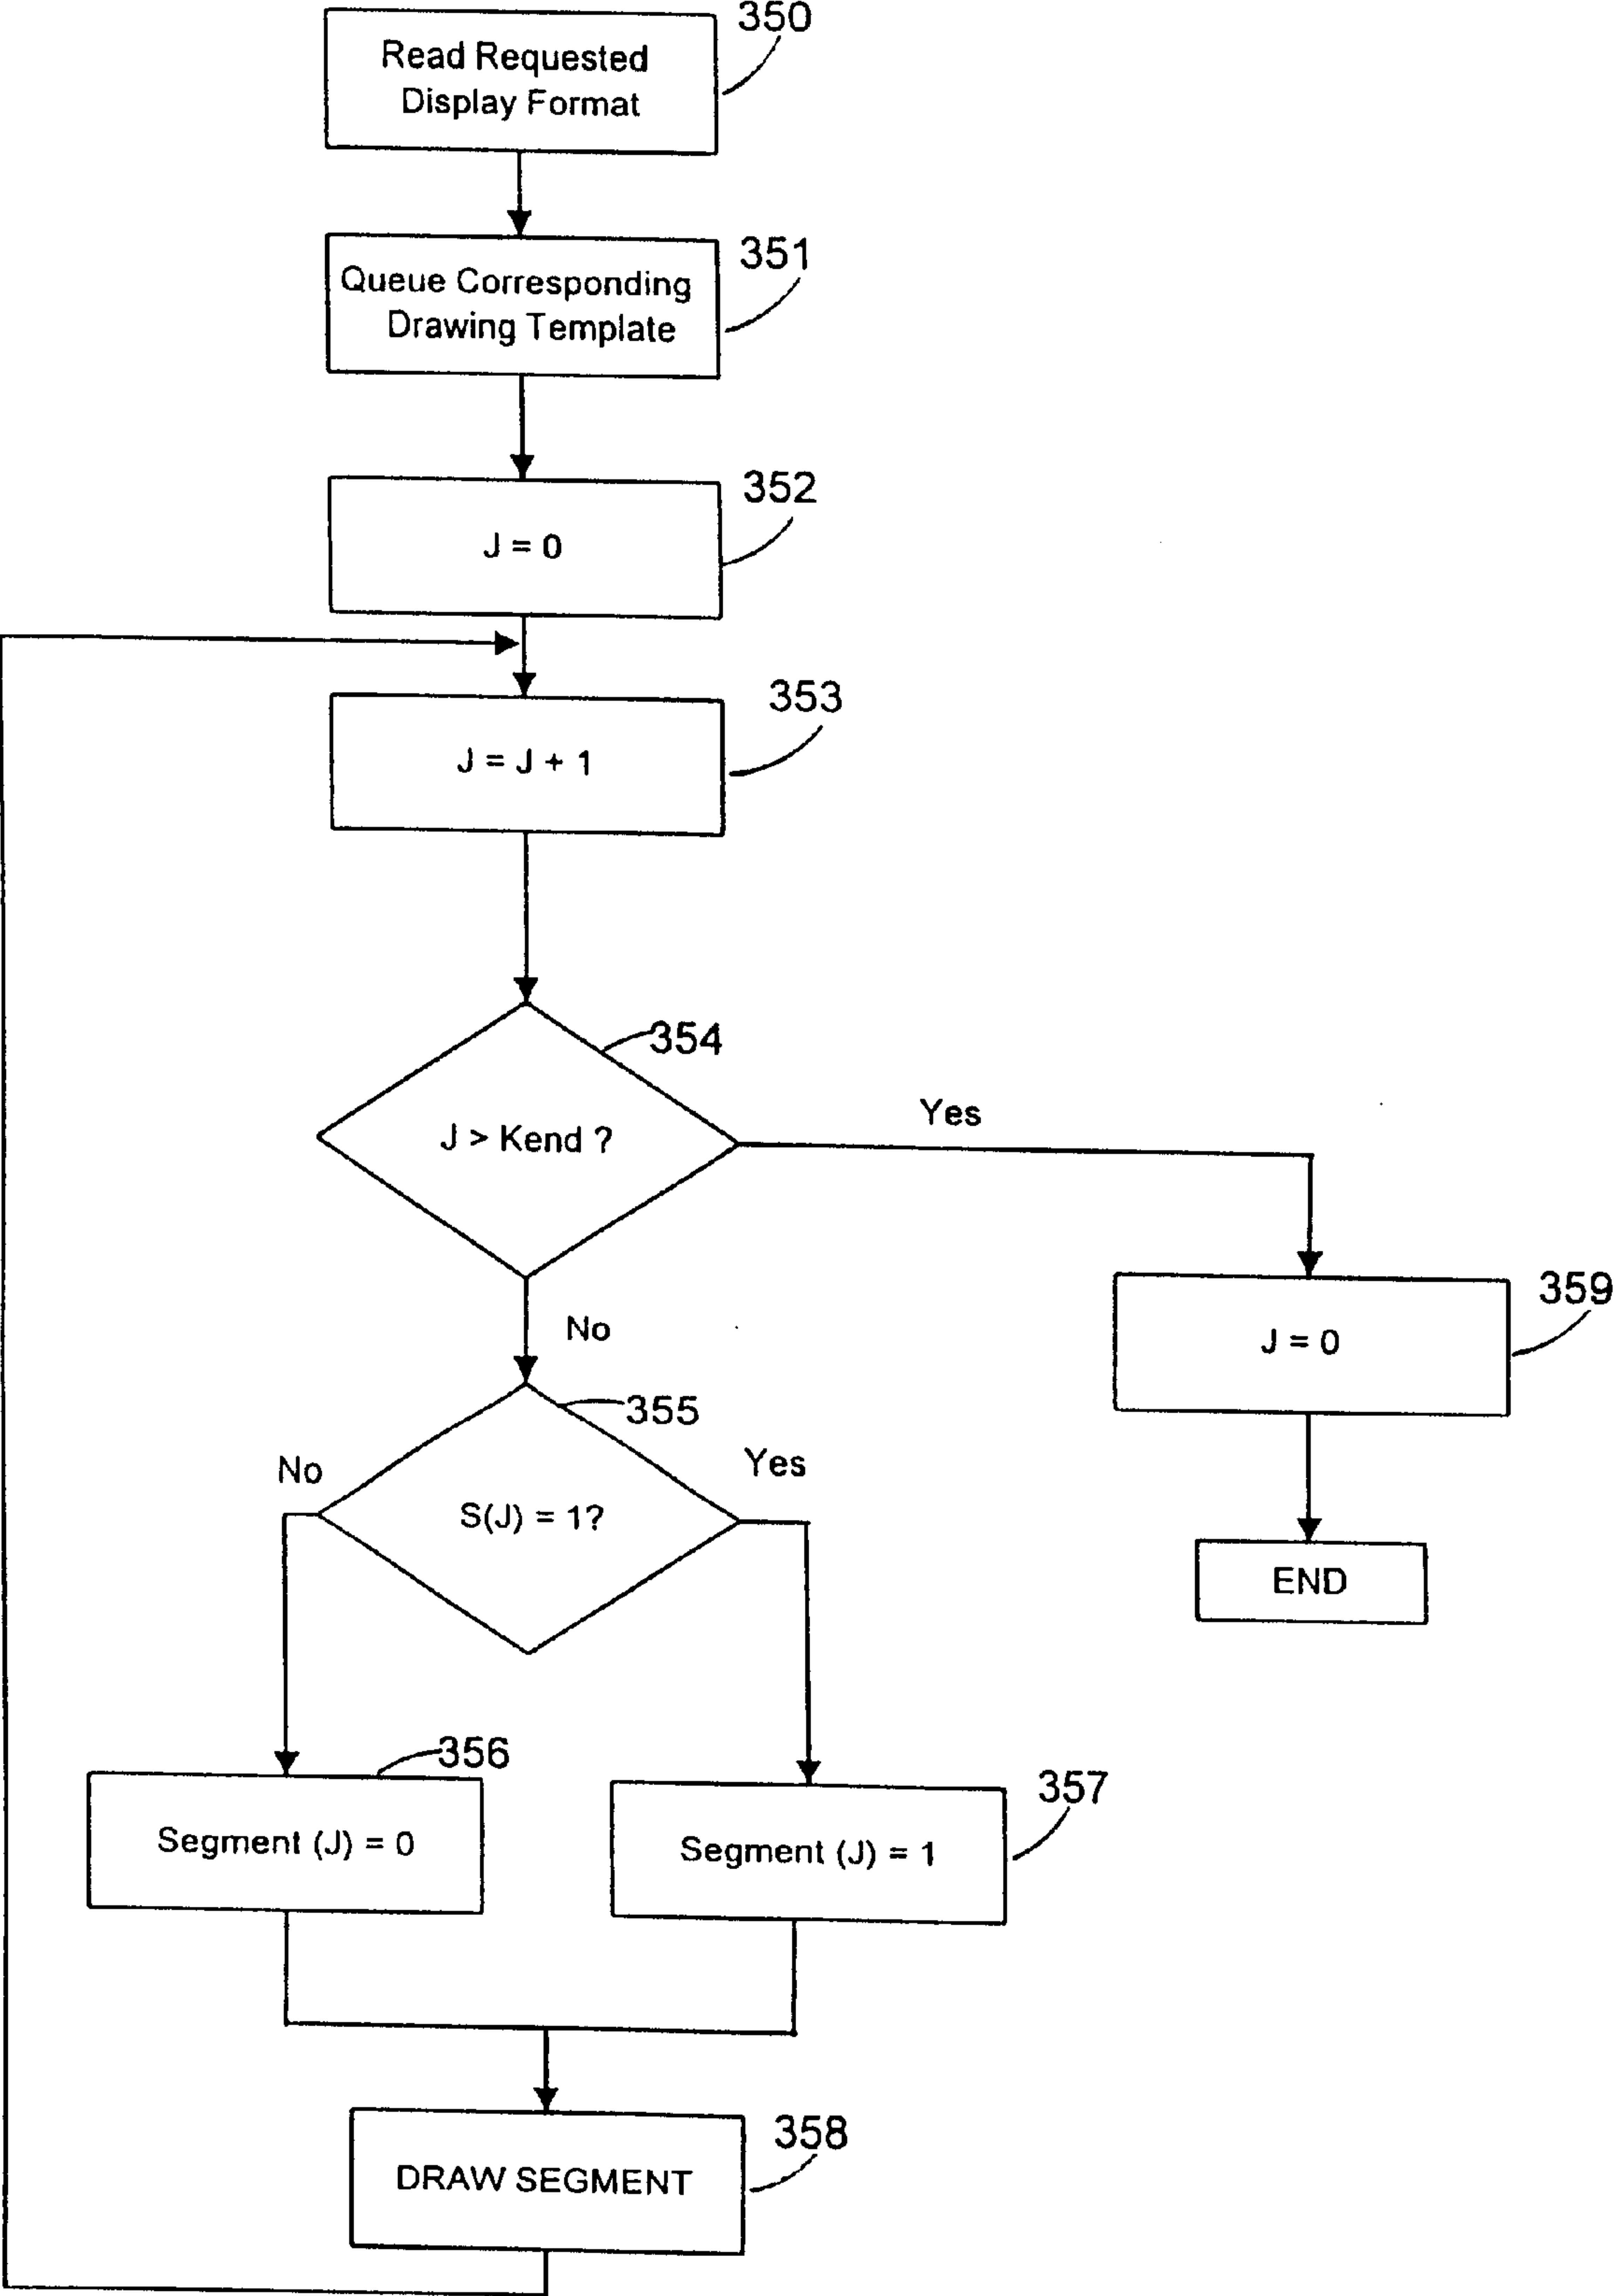 350
Read Requested
Display Format
351
Queue Corresponding
Drawing Template
352
J = 0
353
J = J + 1
354
J > Kend ?
Yes
No
359
J = 0
355
No
Yes
S(J) = 1?
END
356
357
Segment (J) = 0
Segment (J) = 1
358
DRAW SEGMENT